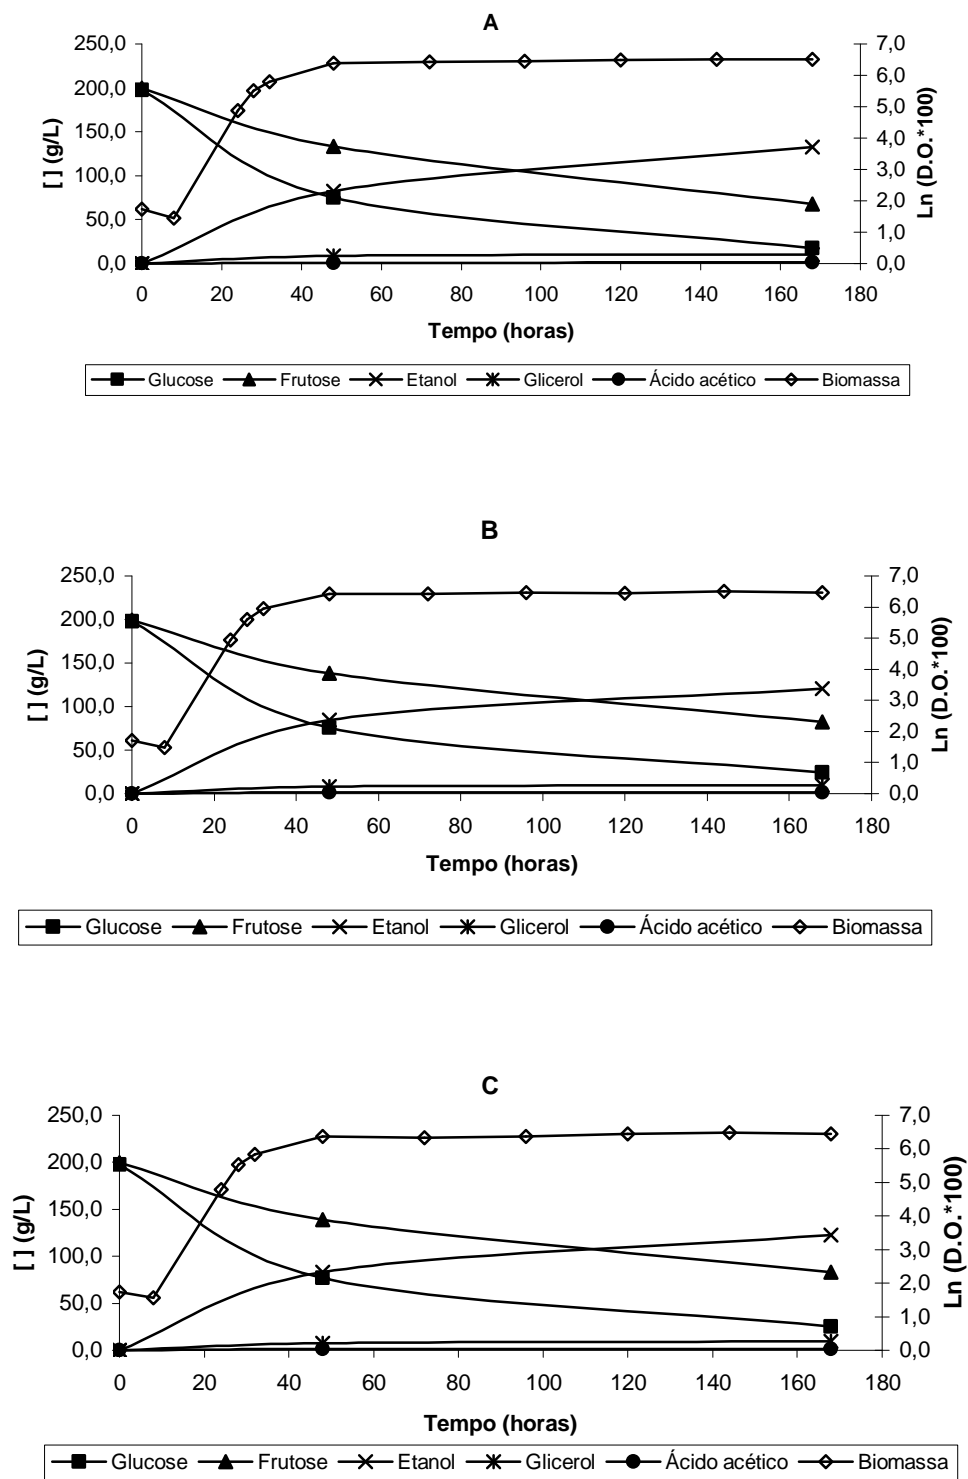 A
250,0 7,0
200,0 6,0
150,0 5,0
100,0 4,0
50,0 3,0
0,0 2,0
1,0
0,0
[ ] (g/L)
Ln (D.O.*100)
0 20 40 60 80 100 120 140 160 180
Tempo (horas)
Glucose Frutose Etanol Glicerol Ácido acético Biomassa
B
250,0 7,0
200,0 6,0
150,0 5,0
100,0 4,0
50,0 3,0
0,0 2,0
1,0
0,0
[ ] (g/L)
Ln (D.O.*100)
0 20 40 60 80 100 120 140 160 180
Tempo (horas)
Glucose Frutose Etanol Glicerol Ácido acético Biomassa
C
250,0 7,0
200,0 6,0
150,0 5,0
100,0 4,0
50,0 3,0
0,0 2,0
1,0
0,0
[ ] (g/L)
Ln (D.O.*100)
0 20 40 60 80 100 120 140 160 180
Tempo (horas)
Glucose Frutose Etanol Glicerol Ácido acético Biomassa